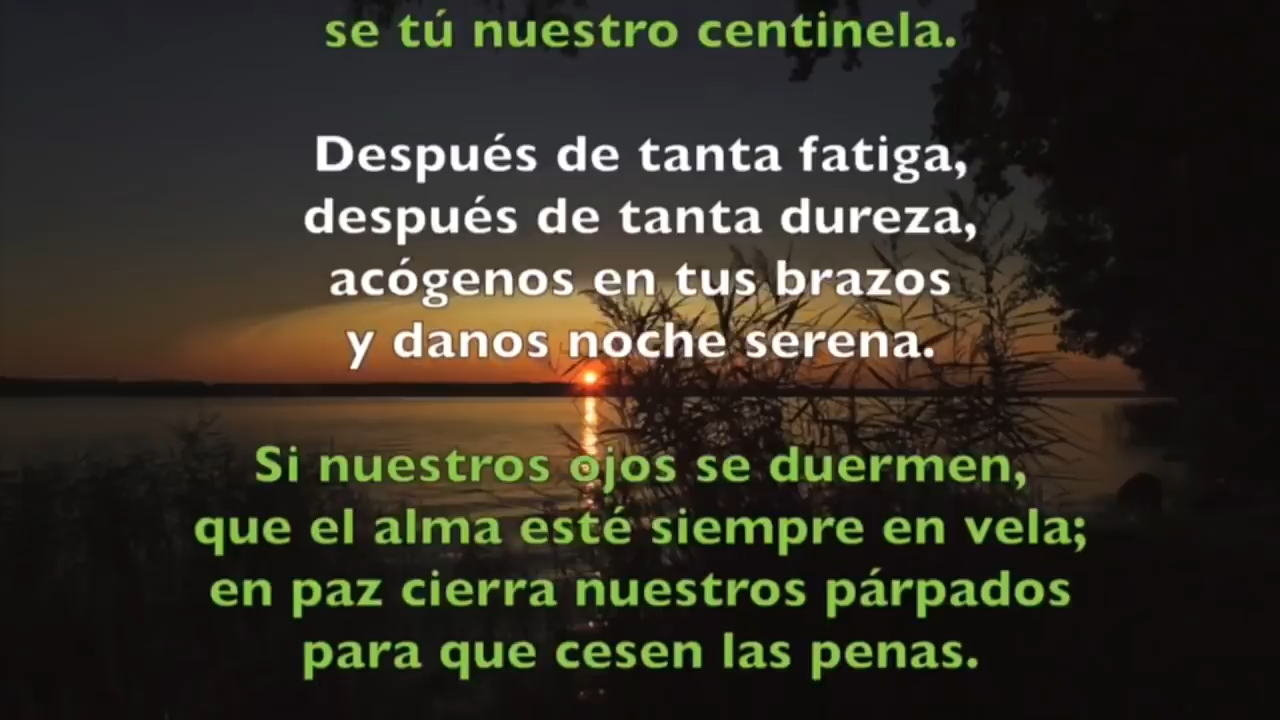 se tú nuestro centinela.
Después de tanta fatiga,
después de tanta dureza,
acógenos en tus brazos
y danos noche serena.
Si nuestros ojos se duermen,
que el alma esté siempre en vela;
en paz cierra nuestros párpados
para que cesen las penas.